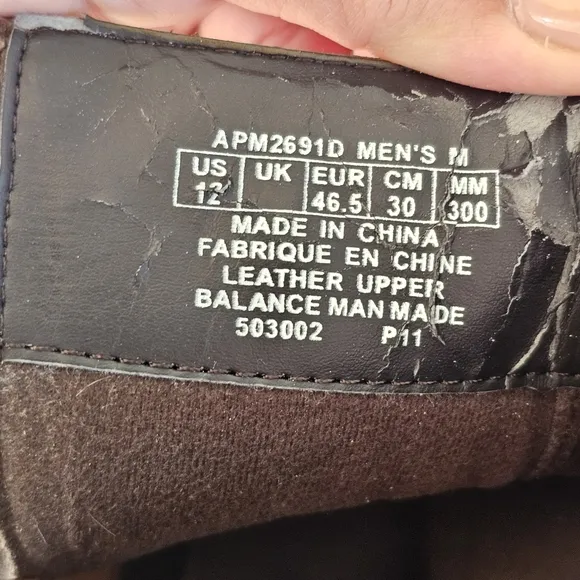 APM2691D MEN'S M
US UK EUR CM MM
12 46.5 30 300
MADE IN CHINA
FABRIQUE EN CHINE
LEATHER UPPER
BALANCE MAN MADE
503002 P11